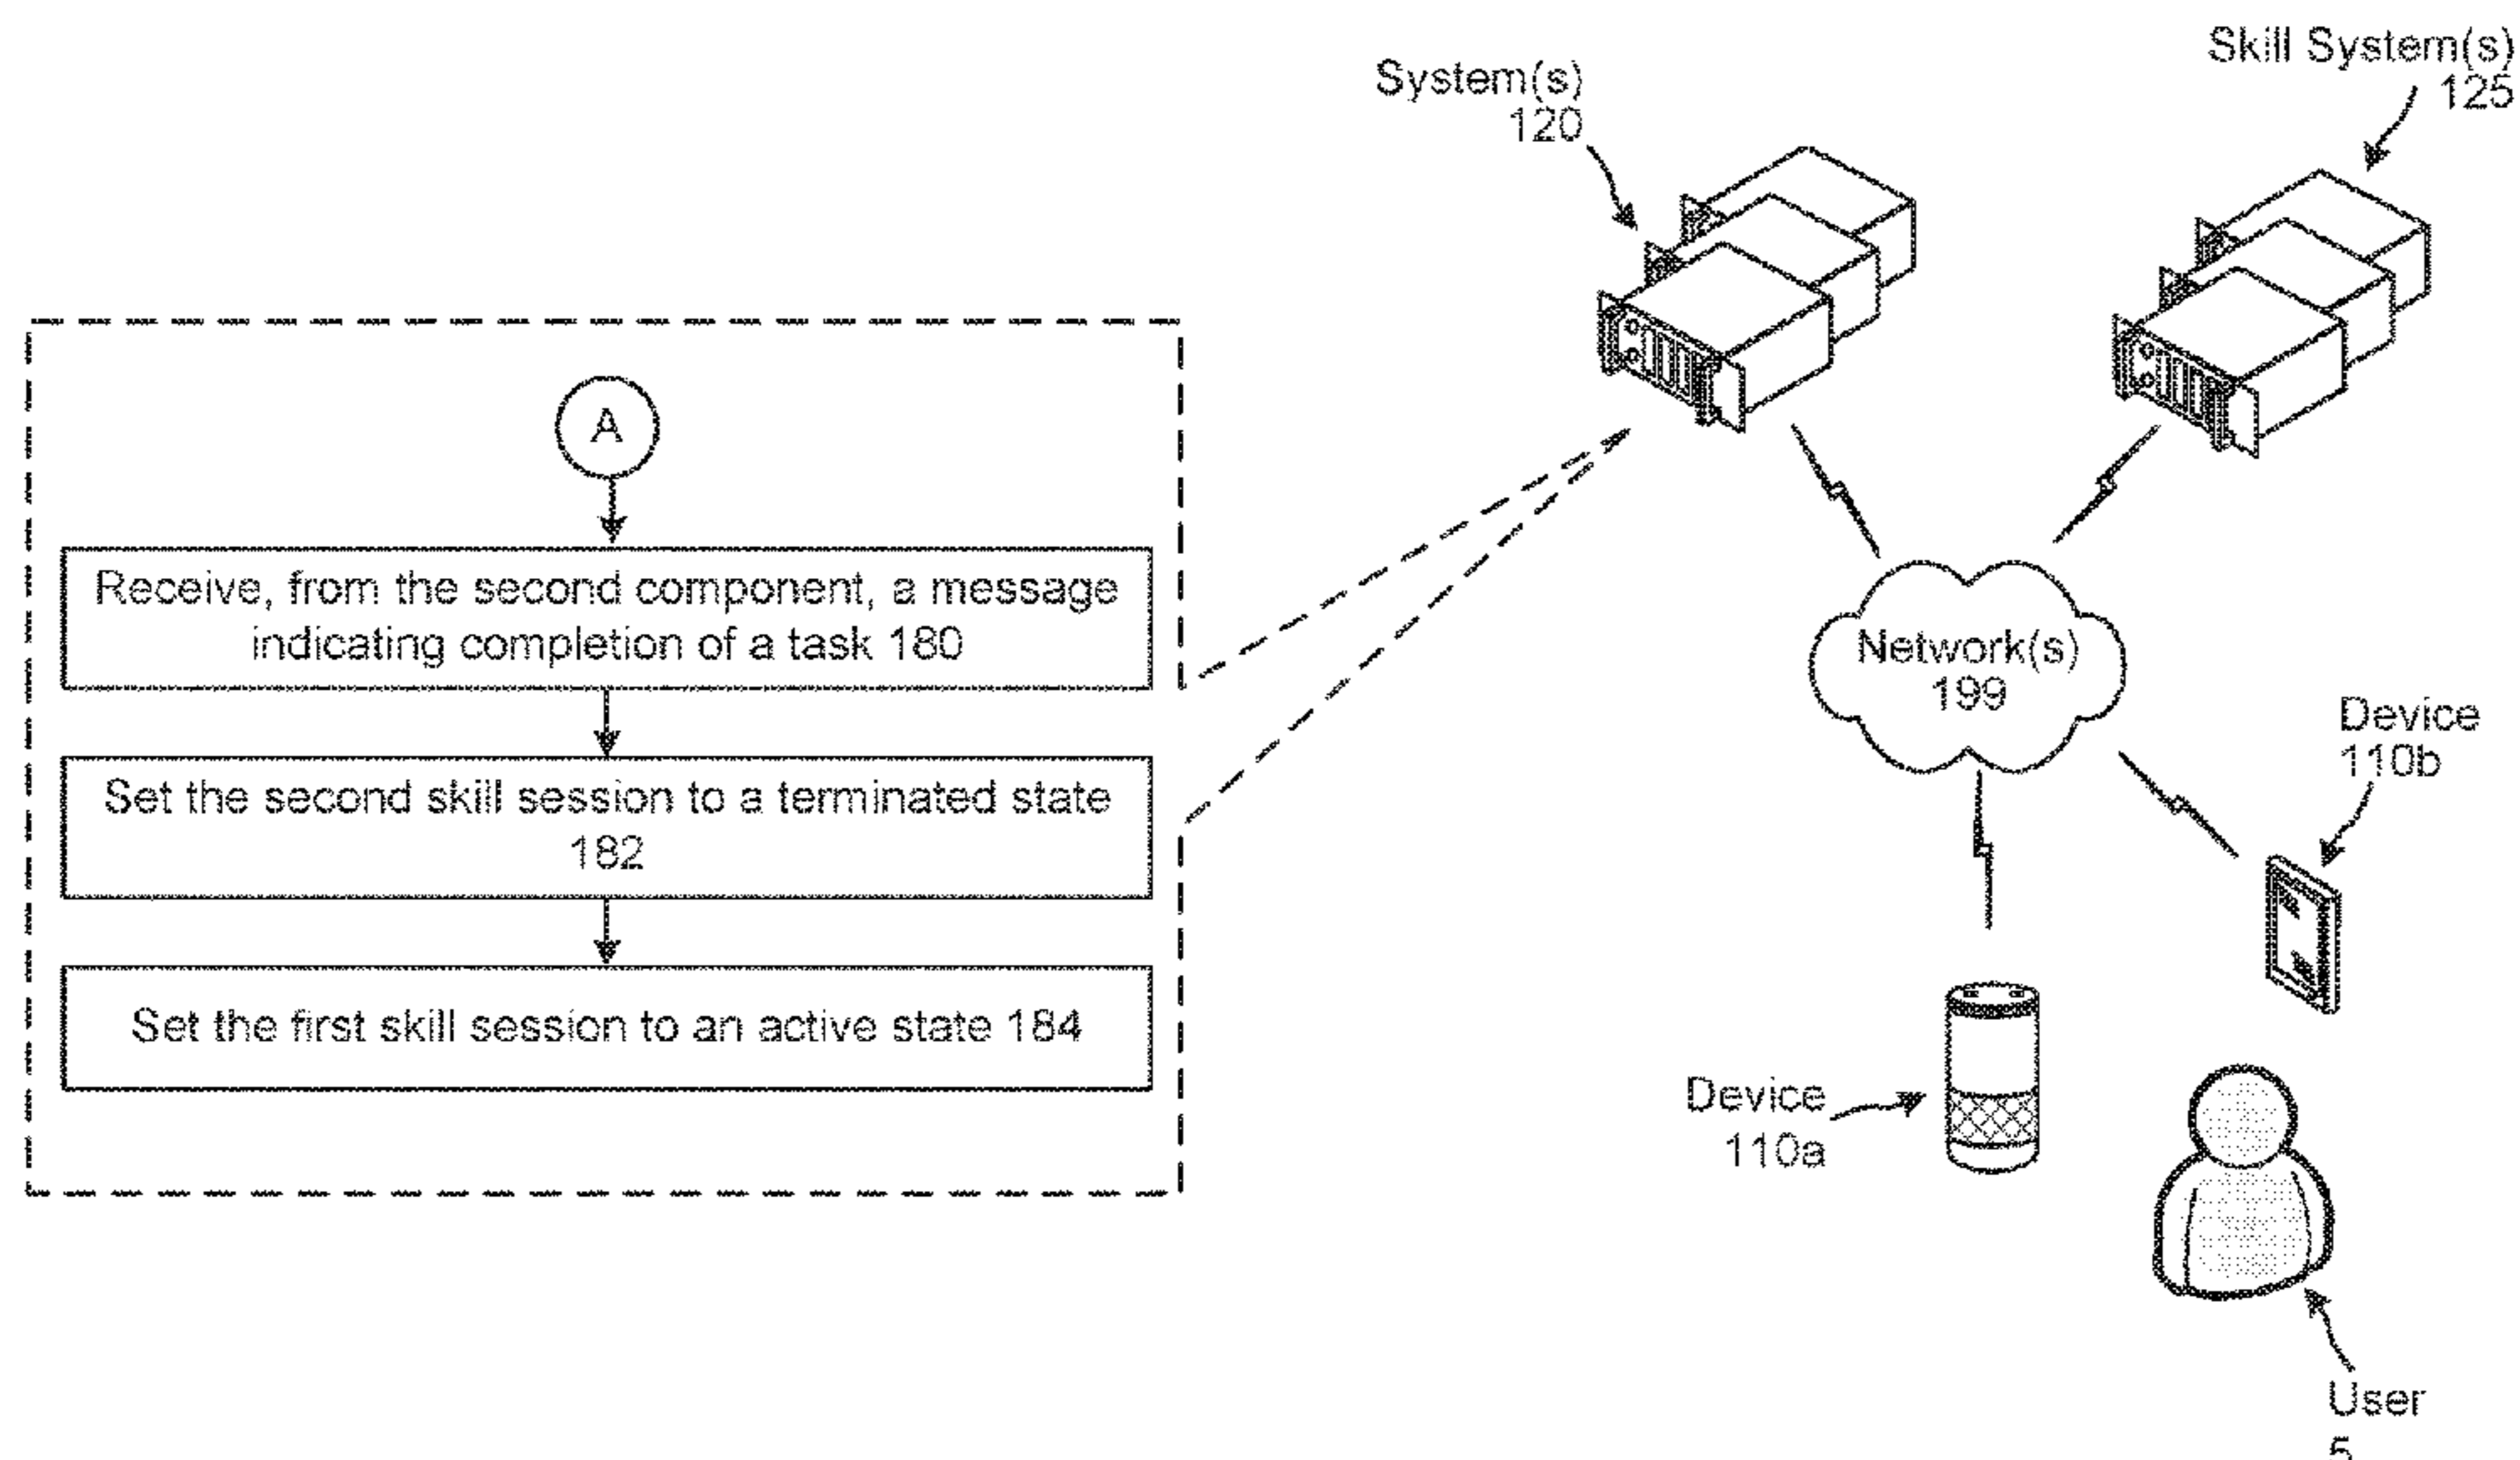 A
Receive, from the second component, a message
indicating completion of a task 180
Set the second skill session to a terminated state
182
Set the first skill session to an active state 184
System(s)
120
Skill System(s)
125
Network(s)
199
Device
110b
Device
110a
User
5